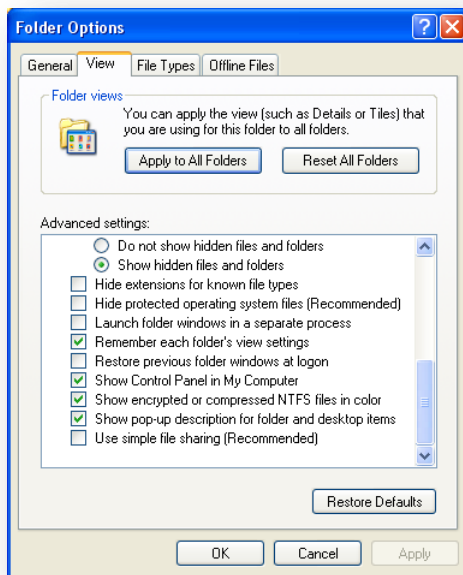 Folder Options
General View File Types Offline Files
Folder views
You can apply the view (such as Details or Tiles) that
you are using for this folder to all folders.
Apply to All Folders Reset All Folders
Advanced settings:
Do not show hidden files and folders
Show hidden files and folders
Hide extensions for known file types
Hide protected operating system files (Recommended)
Launch folder windows in a separate process
Remember each folder's view settings
Restore previous folder windows at logon
Show Control Panel in My Computer
Show encrypted or compressed NTFS files in color
Show pop-up description for folder and desktop items
Use simple file sharing (Recommended)
Restore Defaults
OK Cancel Apply